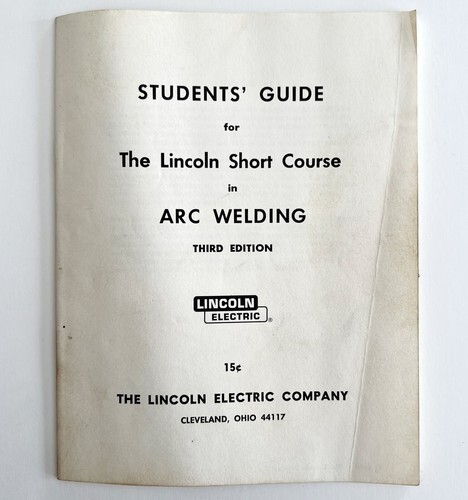 STUDENTS' GUIDE
for
The Lincoln Short Course
in
ARC WELDING
THIRD EDITION
LINCOLN
ELECTRIC ®
15¢
THE LINCOLN ELECTRIC COMPANY
CLEVELAND, OHIO 44117